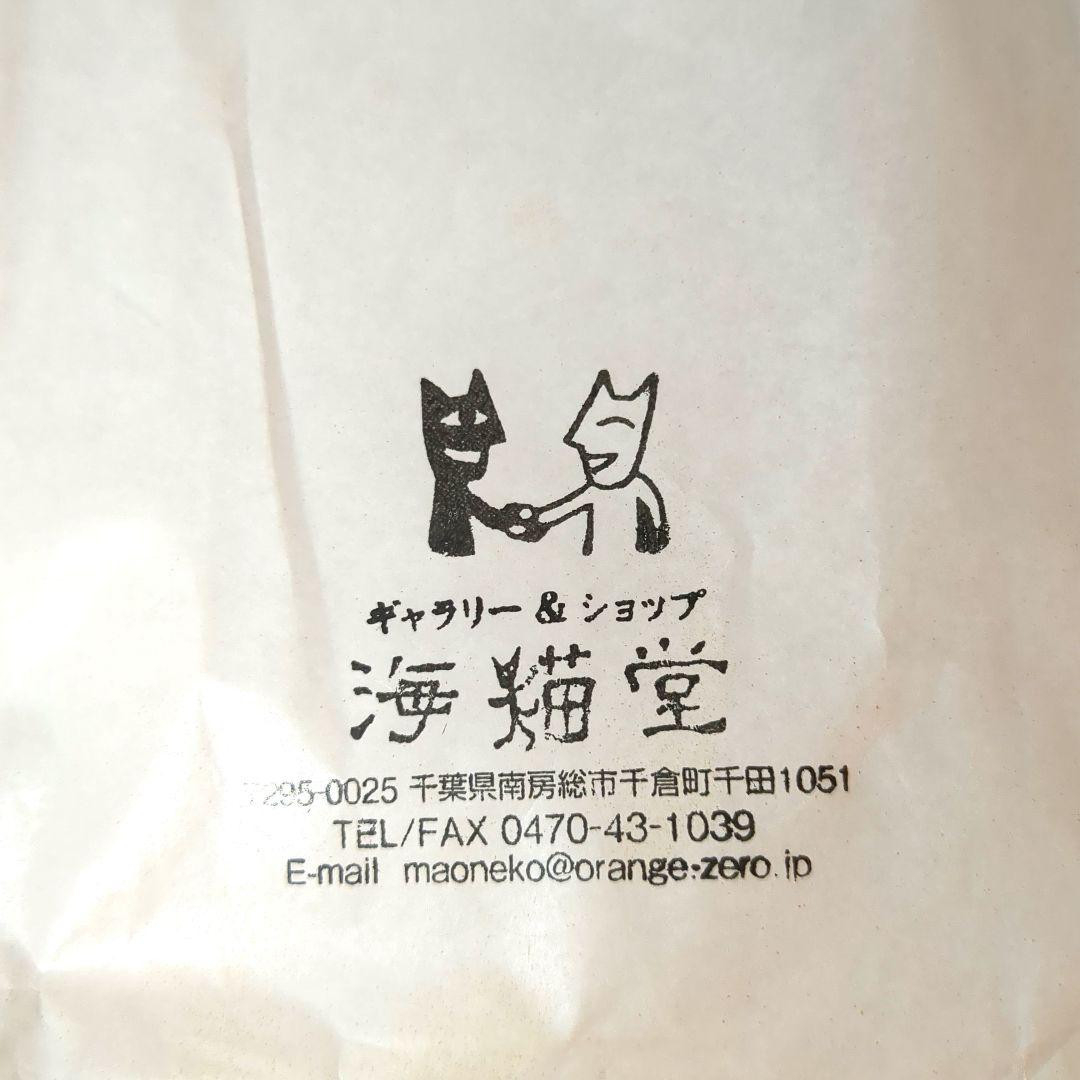 ギャラリー & ショップ
海猫堂
〒295-0025 千葉県南房総市千倉町千田1051
TEL/FAX 0470-43-1039
E-mail maoneko@orange-zero.jp